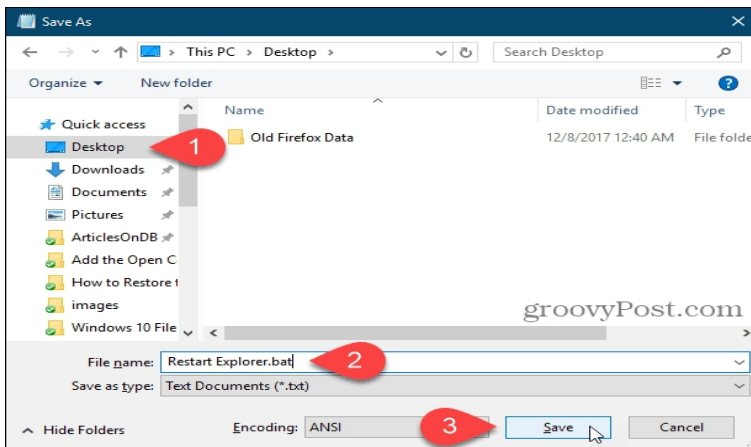 Save As
This PC > Desktop >
Search Desktop
Organize
New folder
?
Name
Date modified
Type
Quick access
Desktop
1
Old Firefox Data
12/8/2017 12:40 AM
File folde
Downloads
Documents
Pictures
ArticlesOnDB
Add the Open C
How to Restore t
images
Windows 10 File
groovyPost.com
File name:
Restart Explorer.bat
2
Save as type:
Text Documents (*.txt)
Hide Folders
Encoding:
ANSI
3
Save
Cancel